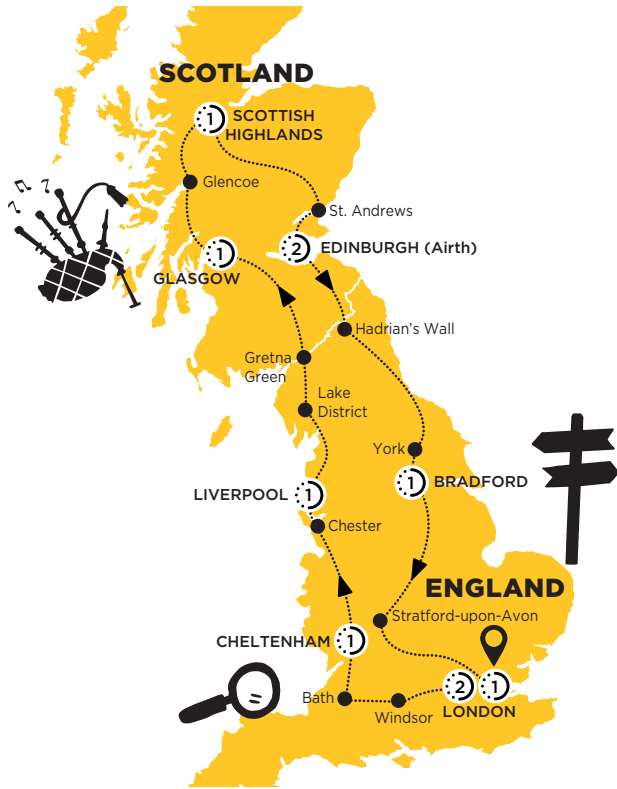 SCOTLAND
1
SCOTTISH
HIGHLANDS
Glencoe
St. Andrews
2
EDINBURGH (Airth)
1
GLASGOW
Hadrian's Wall
Gretna
Green
Lake
District
York
1
BRADFORD
LIVERPOOL
1
Chester
ENGLAND
Stratford-upon-Avon
CHELTENHAM
1
2
1
Bath
Windsor
LONDON